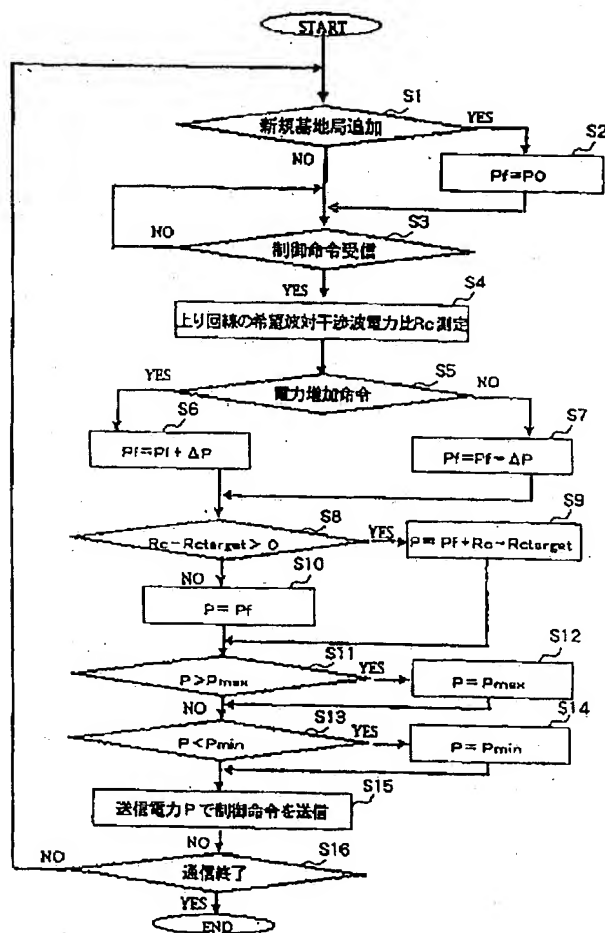 START
S1
新規基地局追加
YES
S2
NO
Pf=P0
S3
NO
制御命令受信
YES
S4
上り回線の希望波対干渉波電力比Rc測定
S5
YES
電力増加命令
NO
S6
S7
Pf=Pf+ΔP
Pf=Pf-ΔP
S8
S9
Rc-Rctarget>0
YES
P=Pf+Rc-Rctarget
NO
S10
P=Pf
S11
S12
P>Pmax
YES
P=Pmax
NO
S13
S14
P<Pmin
YES
P=Pmin
S15
送信電力Pで制御命令を送信
NO
S16
NO
通信終了
YES
END